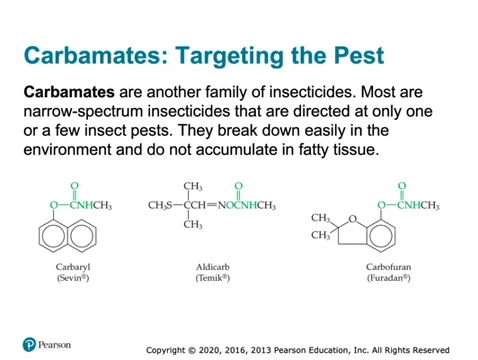 Carbamates: Targeting the Pest
Carbamates are another family of insecticides. Most are
narrow-spectrum insecticides that are directed at only one
or a few insect pests. They break down easily in the
environment and do not accumulate in fatty tissue.
O
O—CNHCH₃
CH₃ O
CH₃S—CCH=NOCNHCH₃
CH₃
O
O—CNHCH₃
CH₃ O
CH₃
Carbaryl
(Sevin®)
Aldicarb
(Temik®)
Carbofuran
(Furadan®)
Pearson
Copyright © 2020, 2016, 2013 Pearson Education, Inc. All Rights Reserved